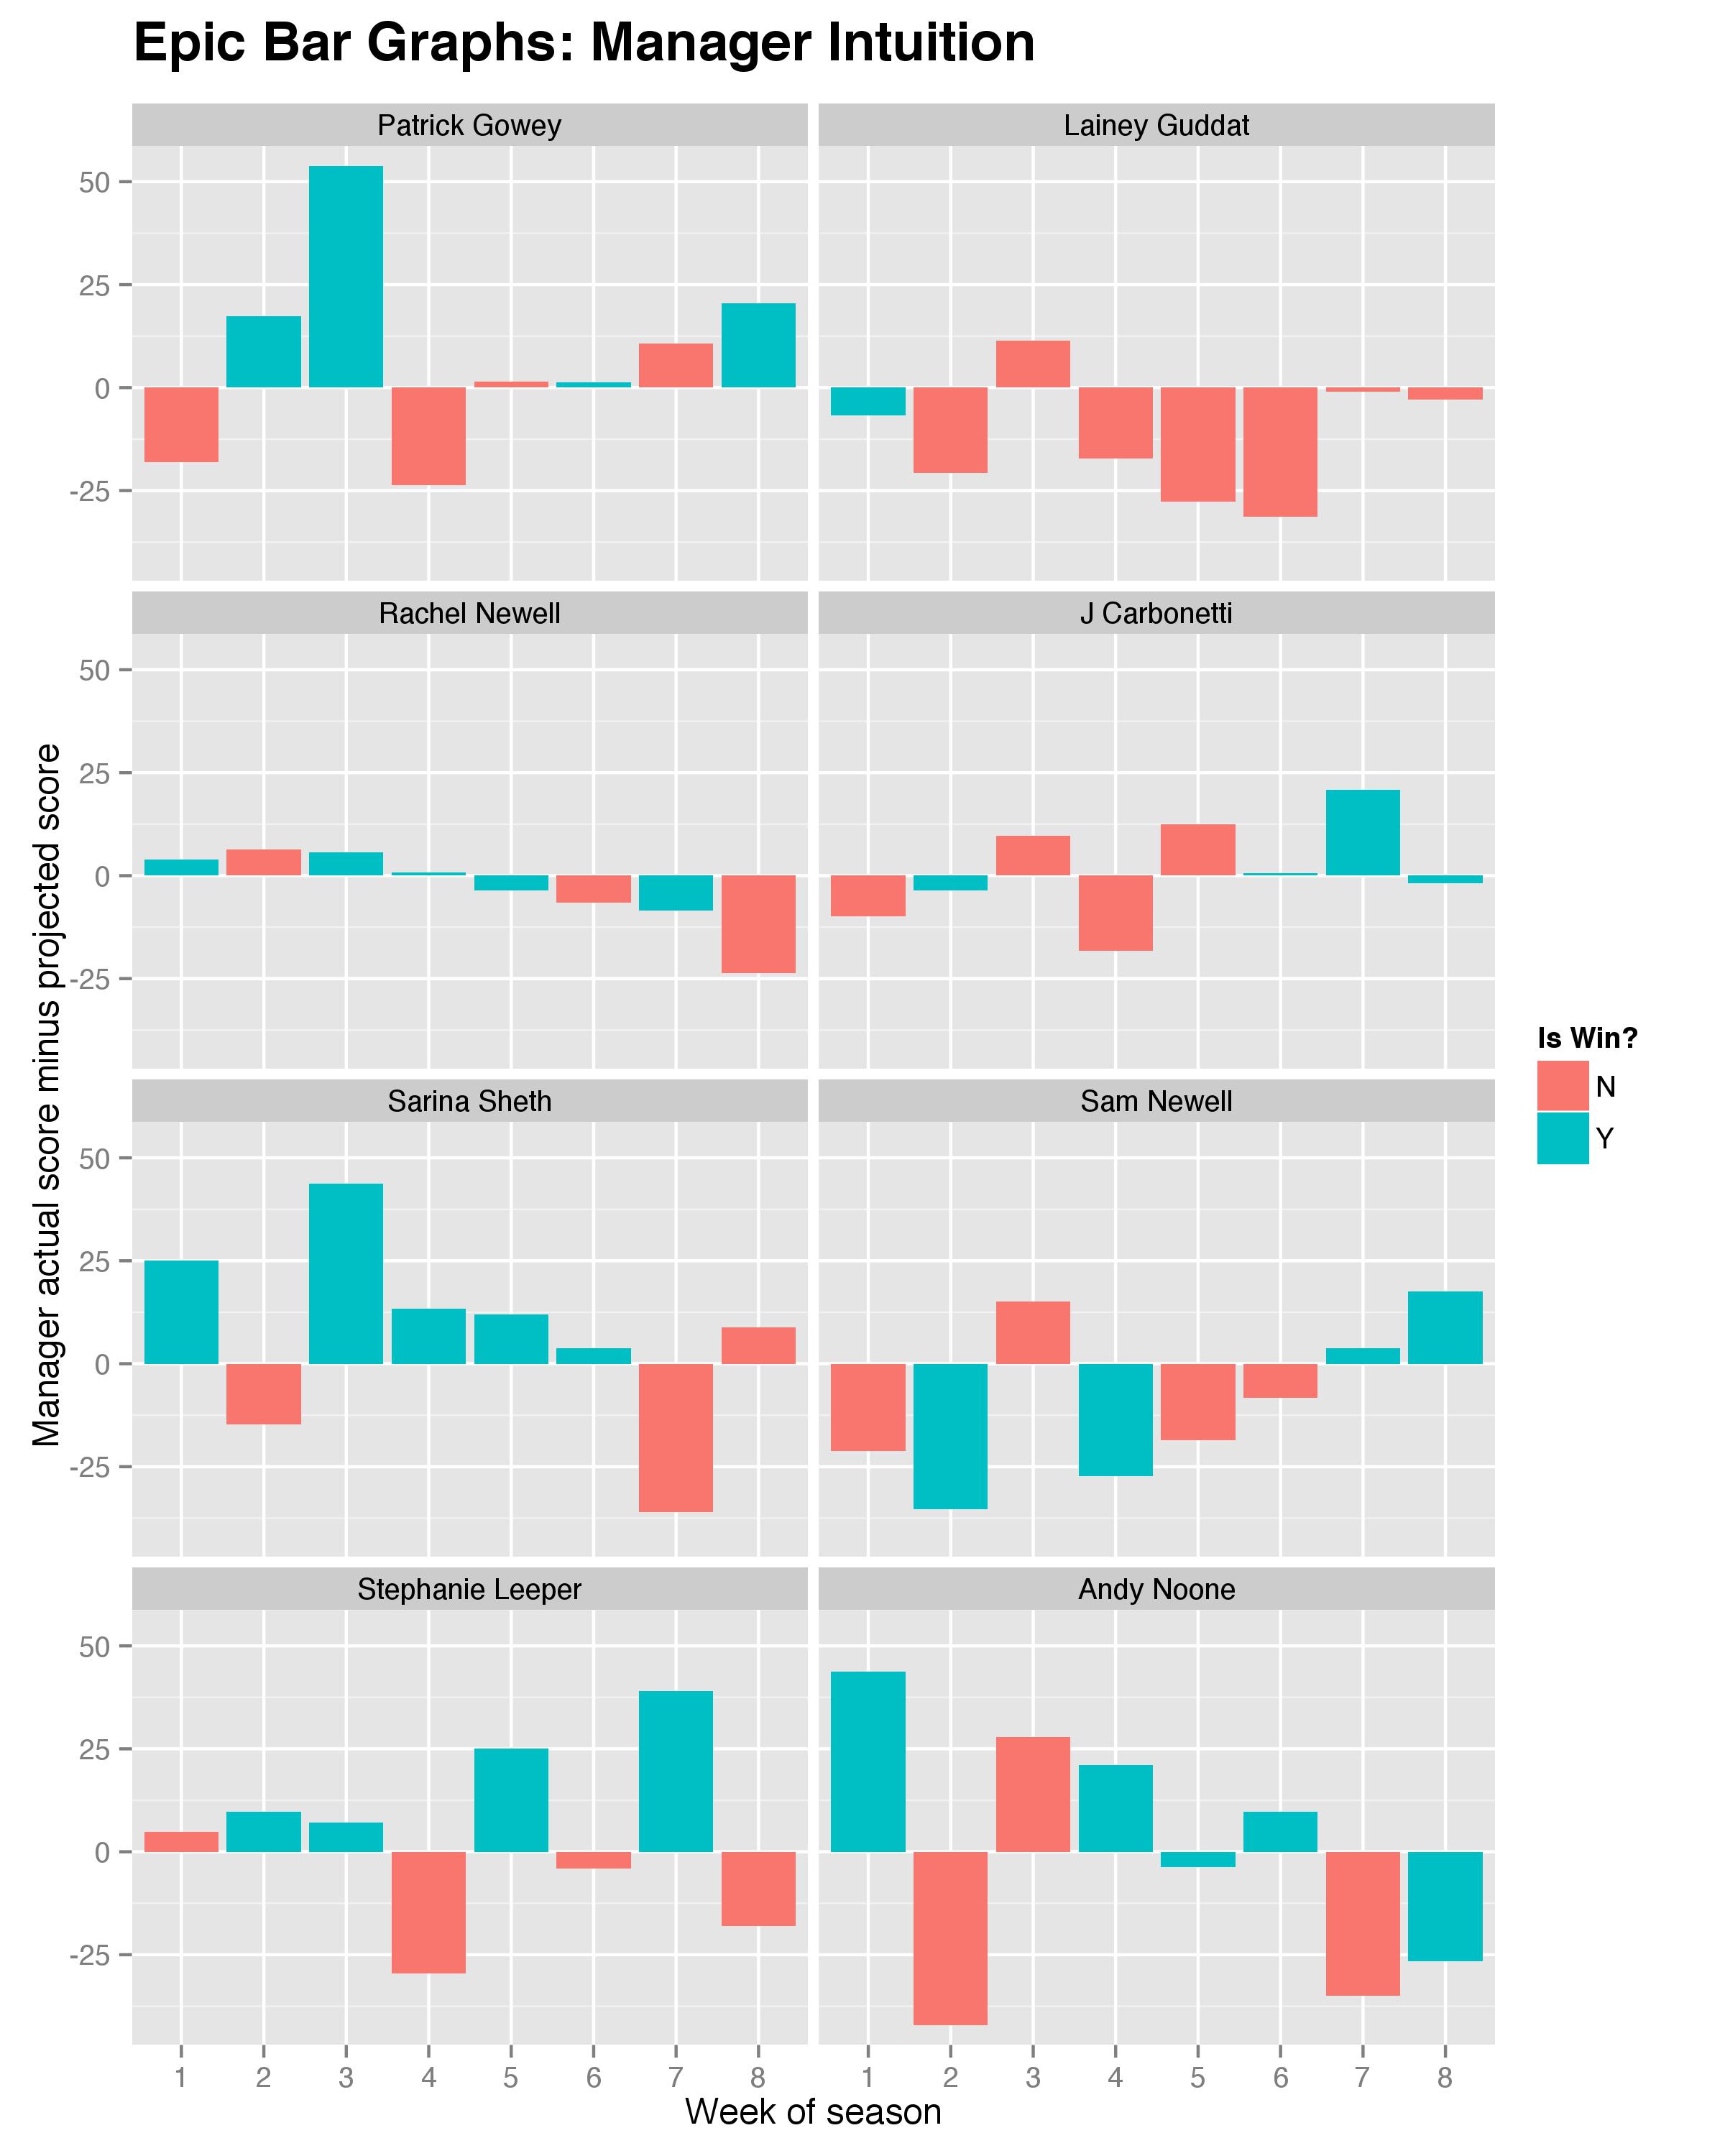 Epic Bar Graphs: Manager Intuition
Patrick Gowey
Lainey Guddat
50
25
0
-25
Rachel Newell
J Carbonetti
50
25
0
-25
Sarina Sheth
Sam Newell
50
25
0
-25
Stephanie Leeper
Andy Noone
50
25
0
-25
1 2 3 4 5 6 7 8
1 2 3 4 5 6 7 8
Week of season
Manager actual score minus projected score
Is Win?
N
Y